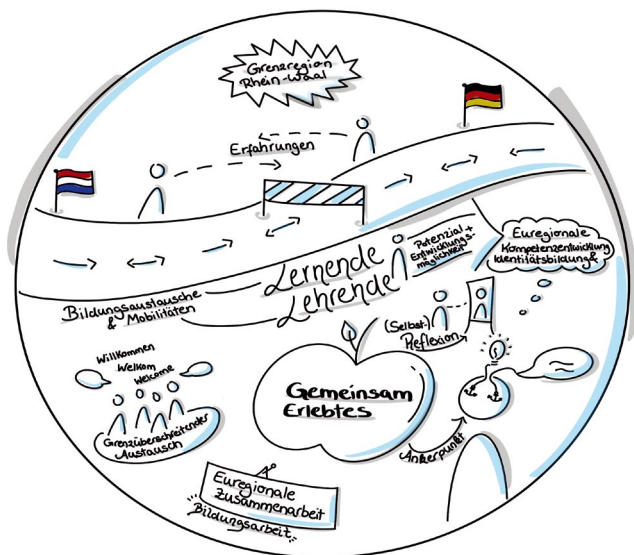 Grenzregion
Rhein-Waal
Erfahrungen
Potenzial +
Entwicklungs-
möglichkeit
Euregionale
Kompetenzentwicklung
Identitätsbildung &
Lernende
Lehrende
Bildungsaustausche
& Mobilitäten
(Selbst-)
Reflexion
Willkommen
Welkom
Welcome
Grenzüberschreitender
Austausch
Gemeinsam
Erlebtes
Ankerpunkt
Euregionale
Zusammenarbeit
Bildungsarbeit